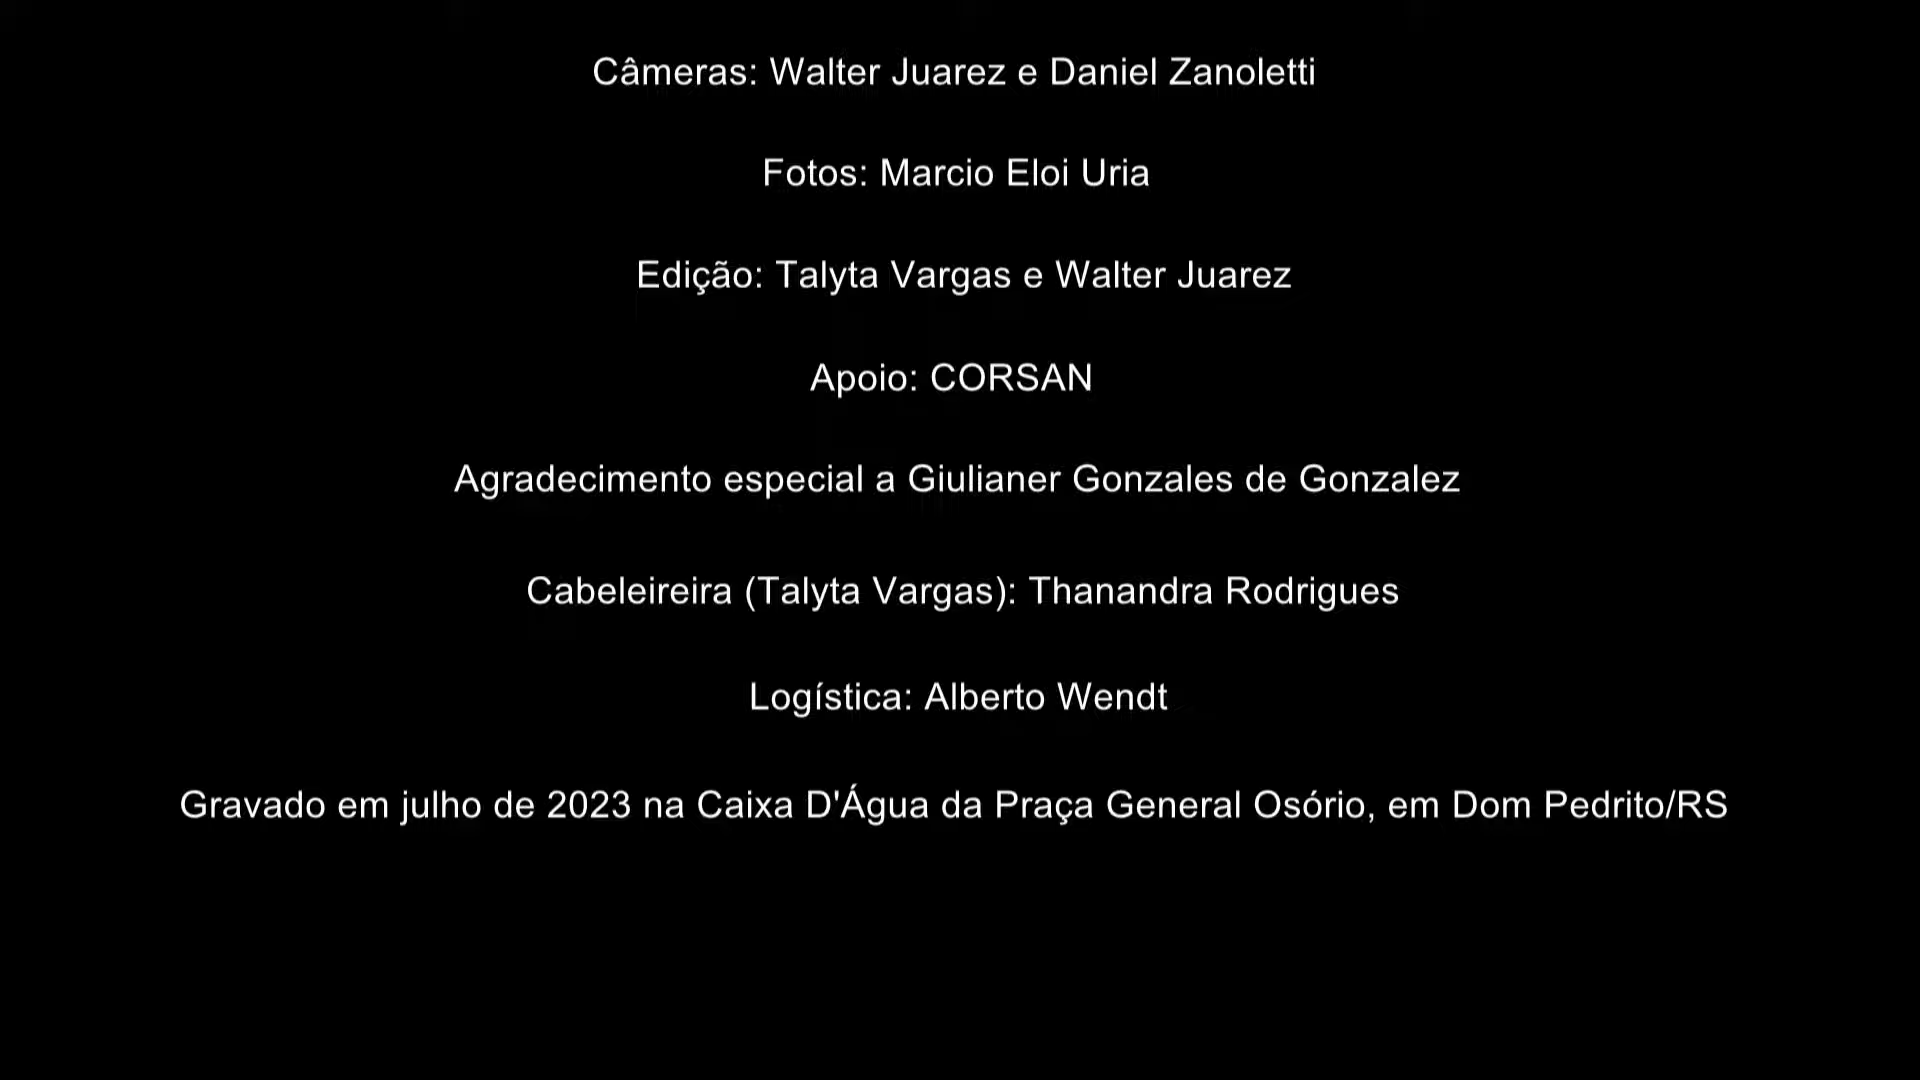 Câmeras: Walter Juarez e Daniel Zanoletti
Fotos: Marcio Eloi Uria
Edição: Talyta Vargas e Walter Juarez
Apoio: CORSAN
Agradecimento especial a Giulianer Gonzales de Gonzalez
Cabeleireira (Talyta Vargas): Thanandra Rodrigues
Logística: Alberto Wendt
Gravado em julho de 2023 na Caixa D'Água da Praça General Osório, em Dom Pedrito/RS